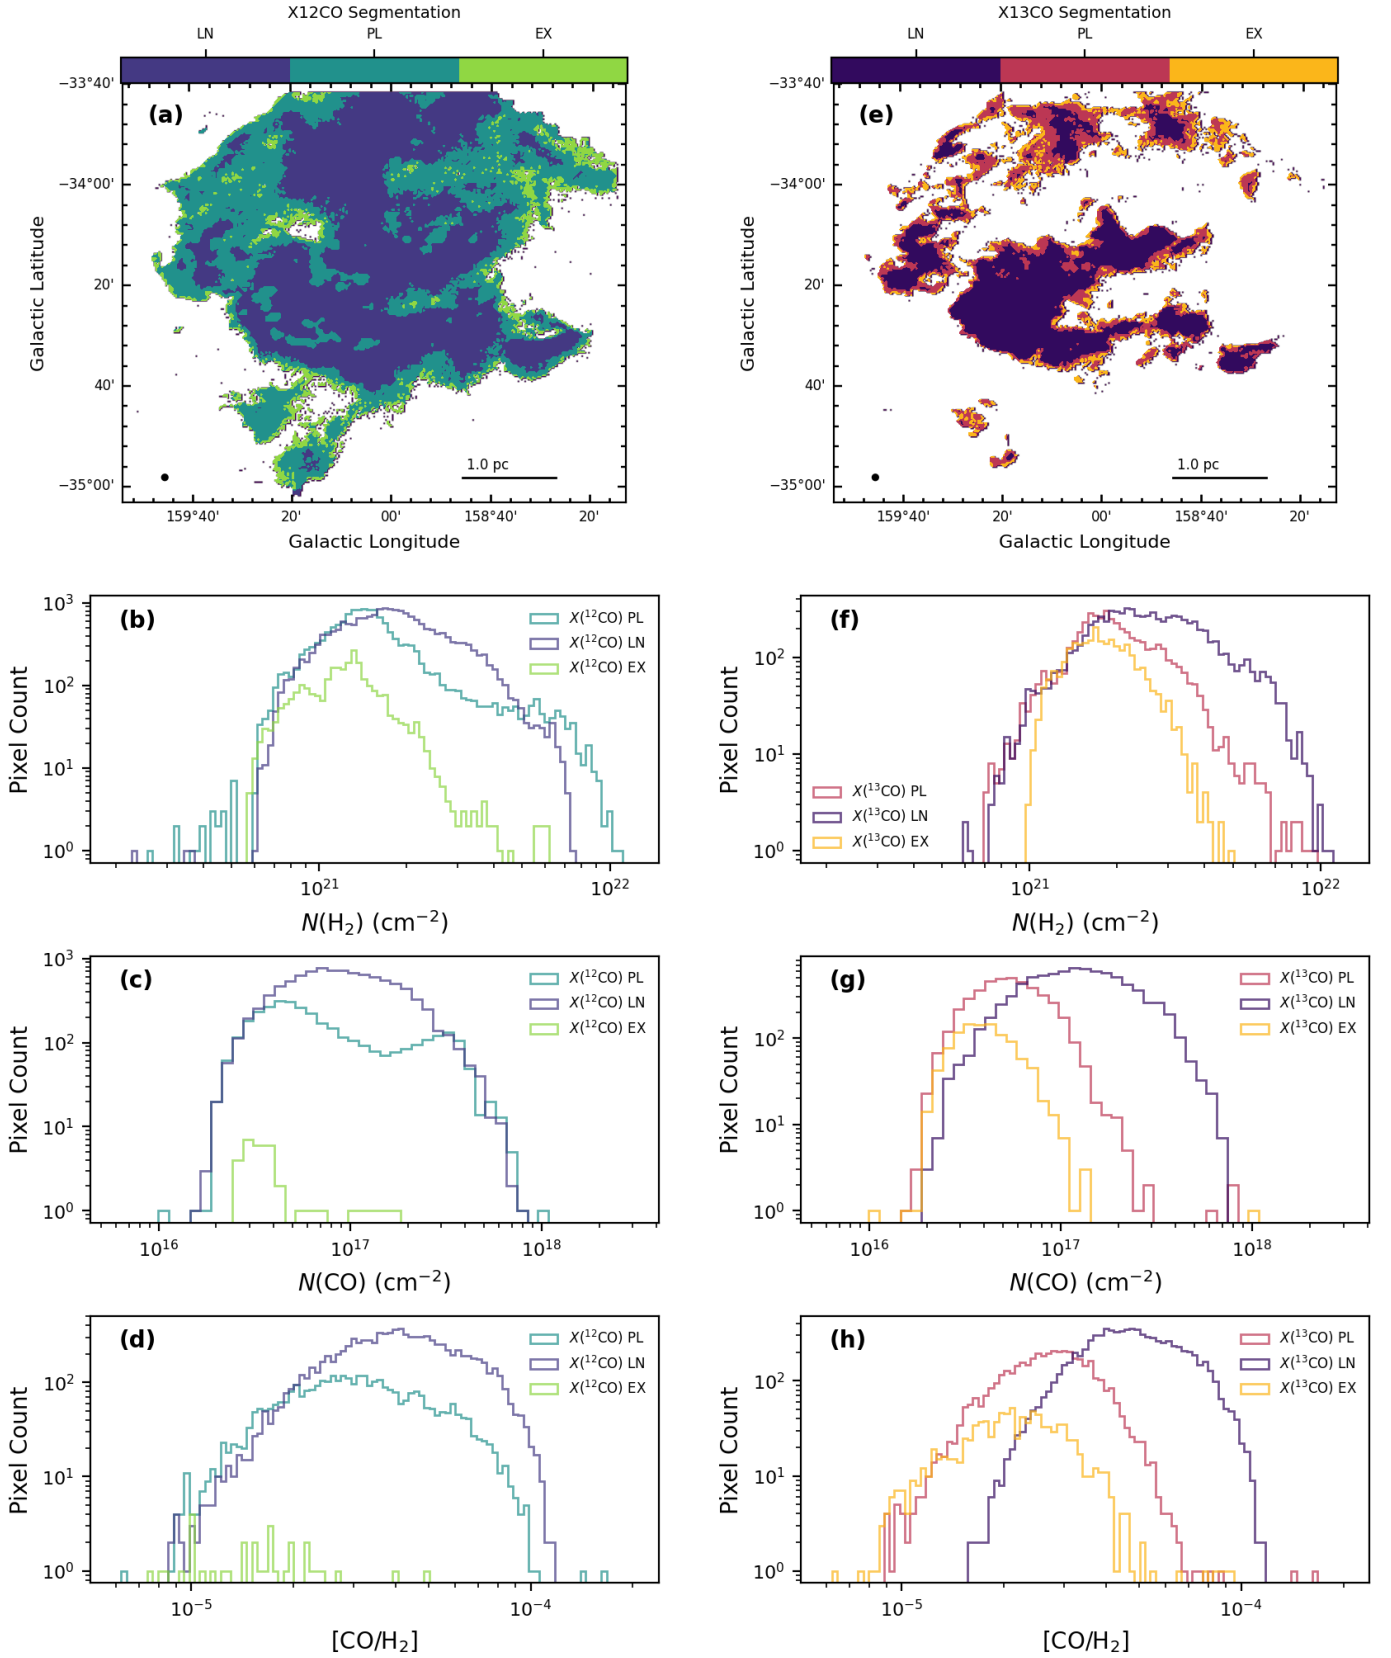 X12CO Segmentation
LN PL EX
(a)
−33°40'
−34°00'
20'
40'
−35°00'
Galactic Latitude
1.0 pc
159°40' 20' 00' 158°40' 20'
Galactic Longitude
X13CO Segmentation
LN PL EX
(e)
−33°40'
−34°00'
20'
40'
−35°00'
Galactic Latitude
1.0 pc
159°40' 20' 00' 158°40' 20'
Galactic Longitude
(b)
X(¹²CO) PL
X(¹²CO) LN
X(¹²CO) EX
10³
10²
10¹
10⁰
Pixel Count
10²¹ 10²²
N(H₂) (cm⁻²)
(f)
X(¹³CO) PL
X(¹³CO) LN
X(¹³CO) EX
10²
10¹
10⁰
Pixel Count
10²¹ 10²²
N(H₂) (cm⁻²)
(c)
X(¹²CO) PL
X(¹²CO) LN
X(¹²CO) EX
10³
10²
10¹
10⁰
Pixel Count
10¹⁶ 10¹⁷ 10¹⁸
N(CO) (cm⁻²)
(g)
X(¹³CO) PL
X(¹³CO) LN
X(¹³CO) EX
10²
10¹
10⁰
Pixel Count
10¹⁶ 10¹⁷ 10¹⁸
N(CO) (cm⁻²)
(d)
X(¹²CO) PL
X(¹²CO) LN
X(¹²CO) EX
10²
10¹
10⁰
Pixel Count
10⁻⁵ 10⁻⁴
[CO/H₂]
(h)
X(¹³CO) PL
X(¹³CO) LN
X(¹³CO) EX
10²
10¹
10⁰
Pixel Count
10⁻⁵ 10⁻⁴
[CO/H₂]